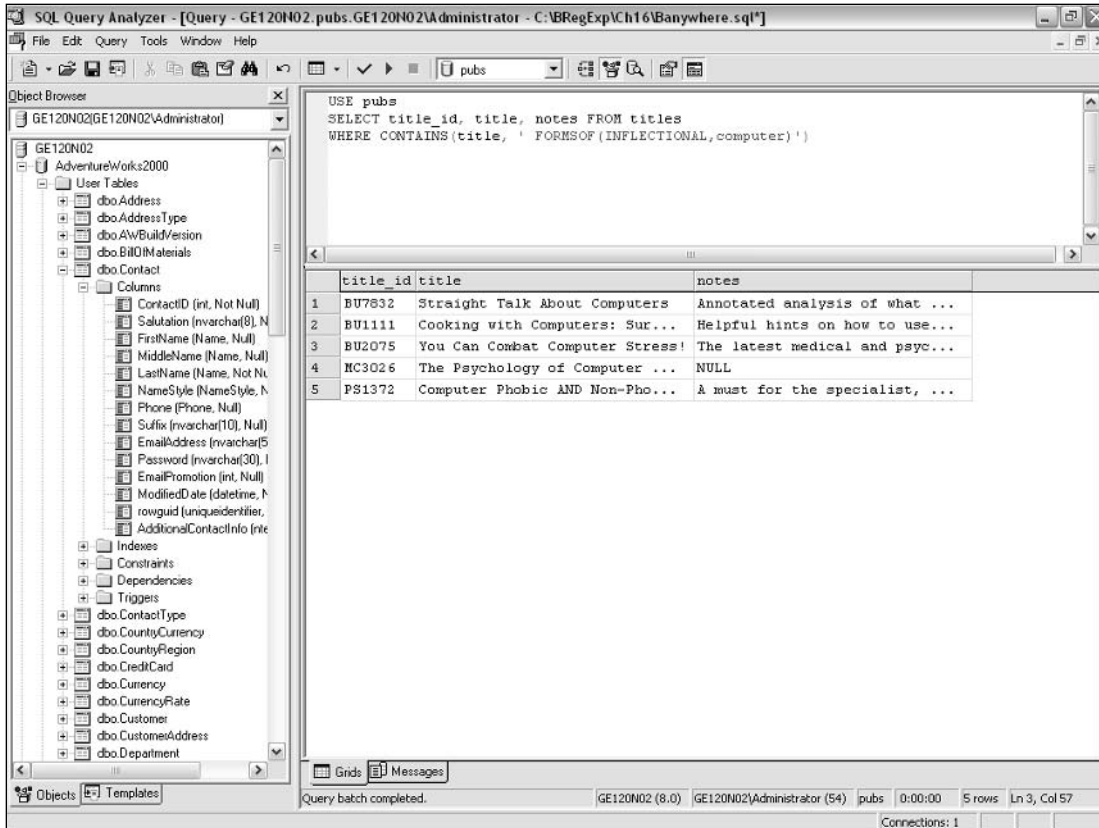 SQL Query Analyzer - [Query - GE120N02.pubs.GE120N02\Administrator - C:\BRegExp\Ch16\Banywhere.sql*]
File Edit Query Tools Window Help
pubs
Object Browser
GE120N02(GE120N02\Administrator)
GE120N02
AdventureWorks2000
User Tables
dbo.Address
dbo.AddressType
dbo.AWBuildVersion
dbo.BillOfMaterials
dbo.Contact
Columns
ContactID (int, Not Null)
Salutation (nvarchar(8), N
FirstName (Name, Null)
MiddleName (Name, Null)
LastName (Name, Not Nu
NameStyle (NameStyle, N
Phone (Phone, Null)
Suffix (nvarchar(10), Null)
EmailAddress (nvarchar(5
Password (nvarchar(30), I
EmailPromotion (int, Null)
ModifiedDate (datetime, N
rowguid (uniqueidentifier,
AdditionalContactInfo (nte
Indexes
Constraints
Dependencies
Triggers
dbo.ContactType
dbo.CountryCurrency
dbo.CountryRegion
dbo.CreditCard
dbo.Currency
dbo.CurrencyRate
dbo.Customer
dbo.CustomerAddress
dbo.Department
Objects Templates
USE pubs
SELECT title_id, title, notes FROM titles
WHERE CONTAINS(title, ' FORMSOF(INFLECTIONAL,computer)')
title_id title notes
1 BU7832 Straight Talk About Computers Annotated analysis of what ...
2 BU1111 Cooking with Computers: Sur... Helpful hints on how to use...
3 BU2075 You Can Combat Computer Stress! The latest medical and psyc...
4 MC3026 The Psychology of Computer ... NULL
5 PS1372 Computer Phobic AND Non-Pho... A must for the specialist, ...
Grids Messages
Query batch completed. GE120N02 (8.0) GE120N02\Administrator (54) pubs 0:00:00 5 rows Ln 3, Col 57
Connections: 1